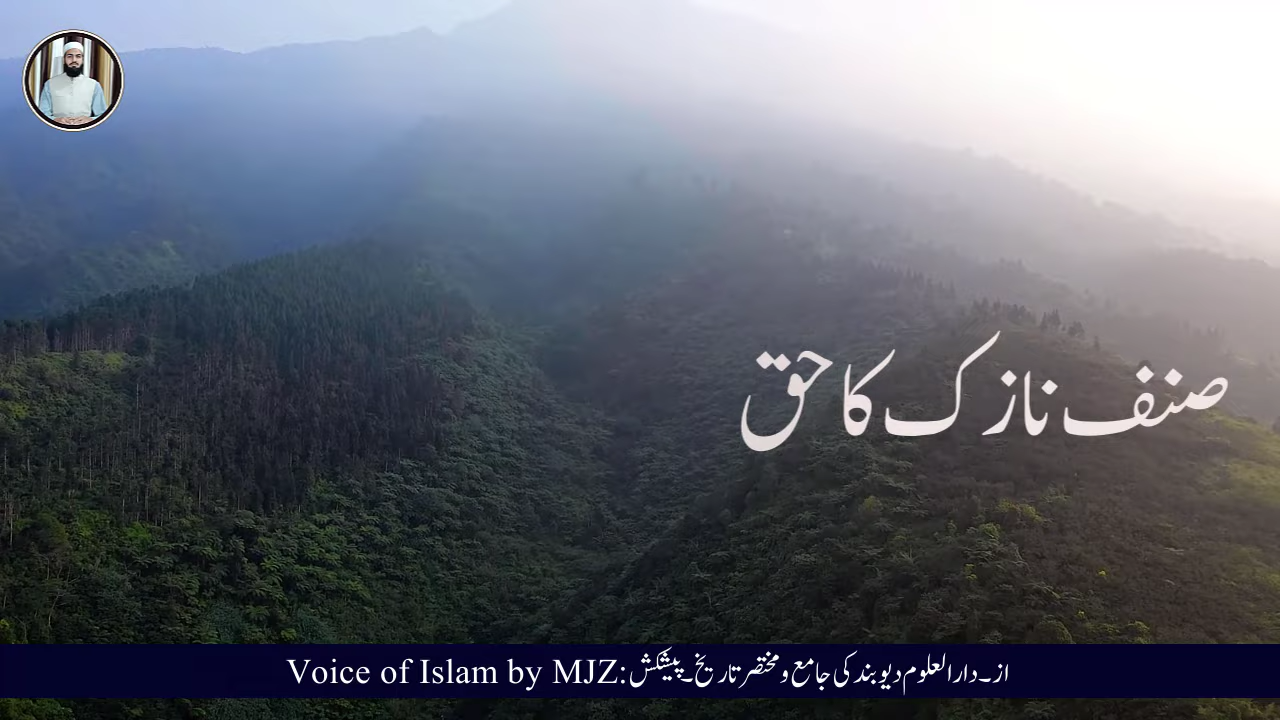 صنف نازک کا حق
از۔دارالعلوم دیوبند کی جامع و مختصر تاریخ۔پیشکش:Voice of Islam by MJZ